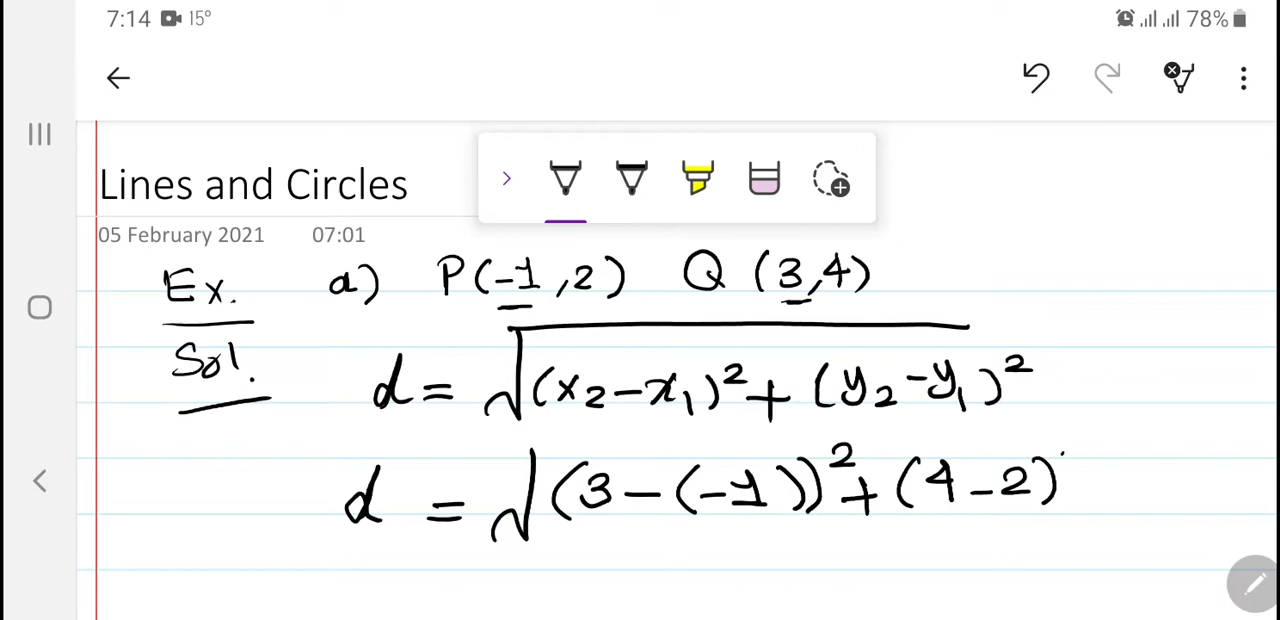 7:14 15°
78%
Lines and Circles
05 February 2021 07:01
Ex. a) P(-1,2) Q (3,4)
Sol. d = √(x₂-x₁)² + (y₂-y₁)²
d = √(3-(-1))² + (4-2)